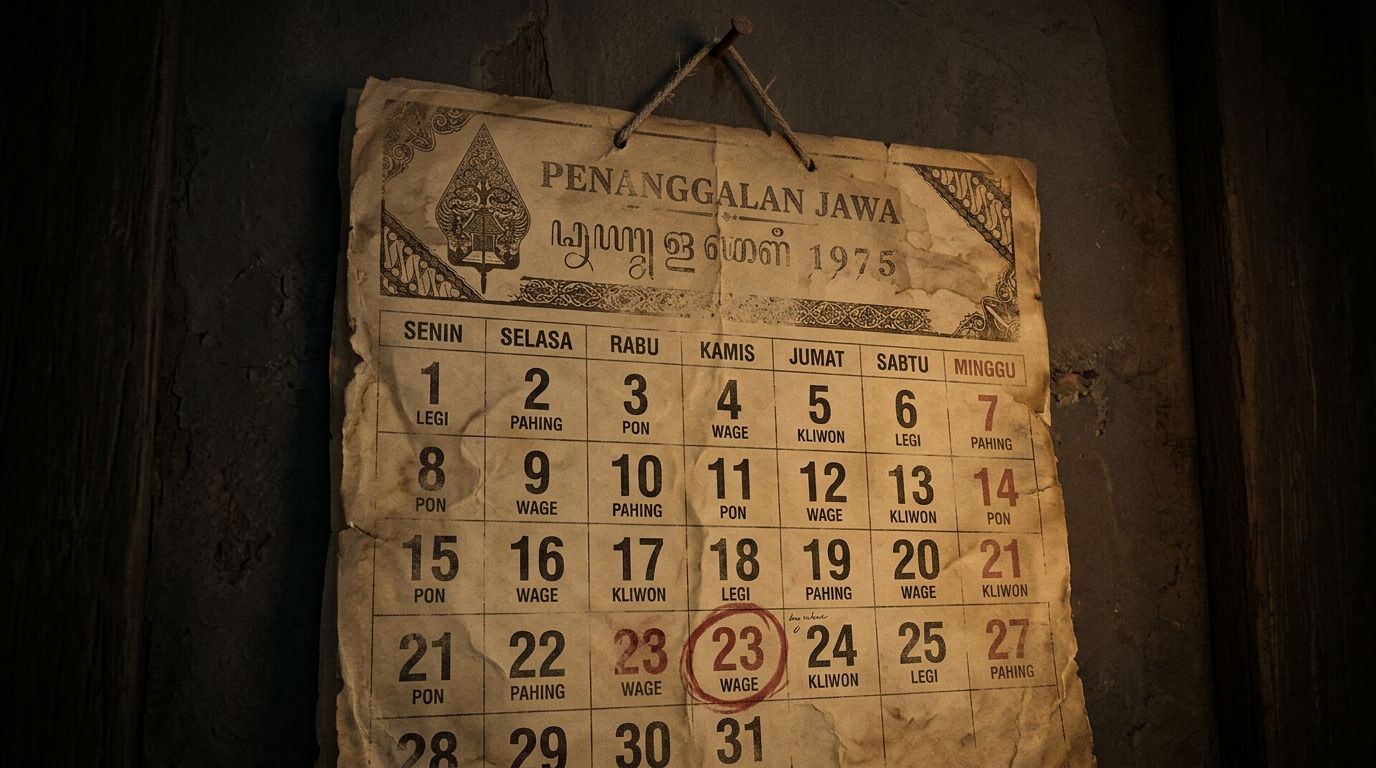 PENANGGALAN JAWA
1975
SENIN SELASA RABU KAMIS JUMAT SABTU MINGGU
1 2 3 4 5 6 7
LEGI PAHING PON WAGE KLIWON LEGI PAHING
8 9 10 11 12 13 14
PON WAGE PAHING PON WAGE KLIWON PON
15 16 17 18 19 20 21
PON WAGE KLIWON LEGI PAHING WAGE KLIWON
21 22 23 23 24 25 27
PON PAHING WAGE WAGE KLIWON LEGI PAHING
28 29 30 31